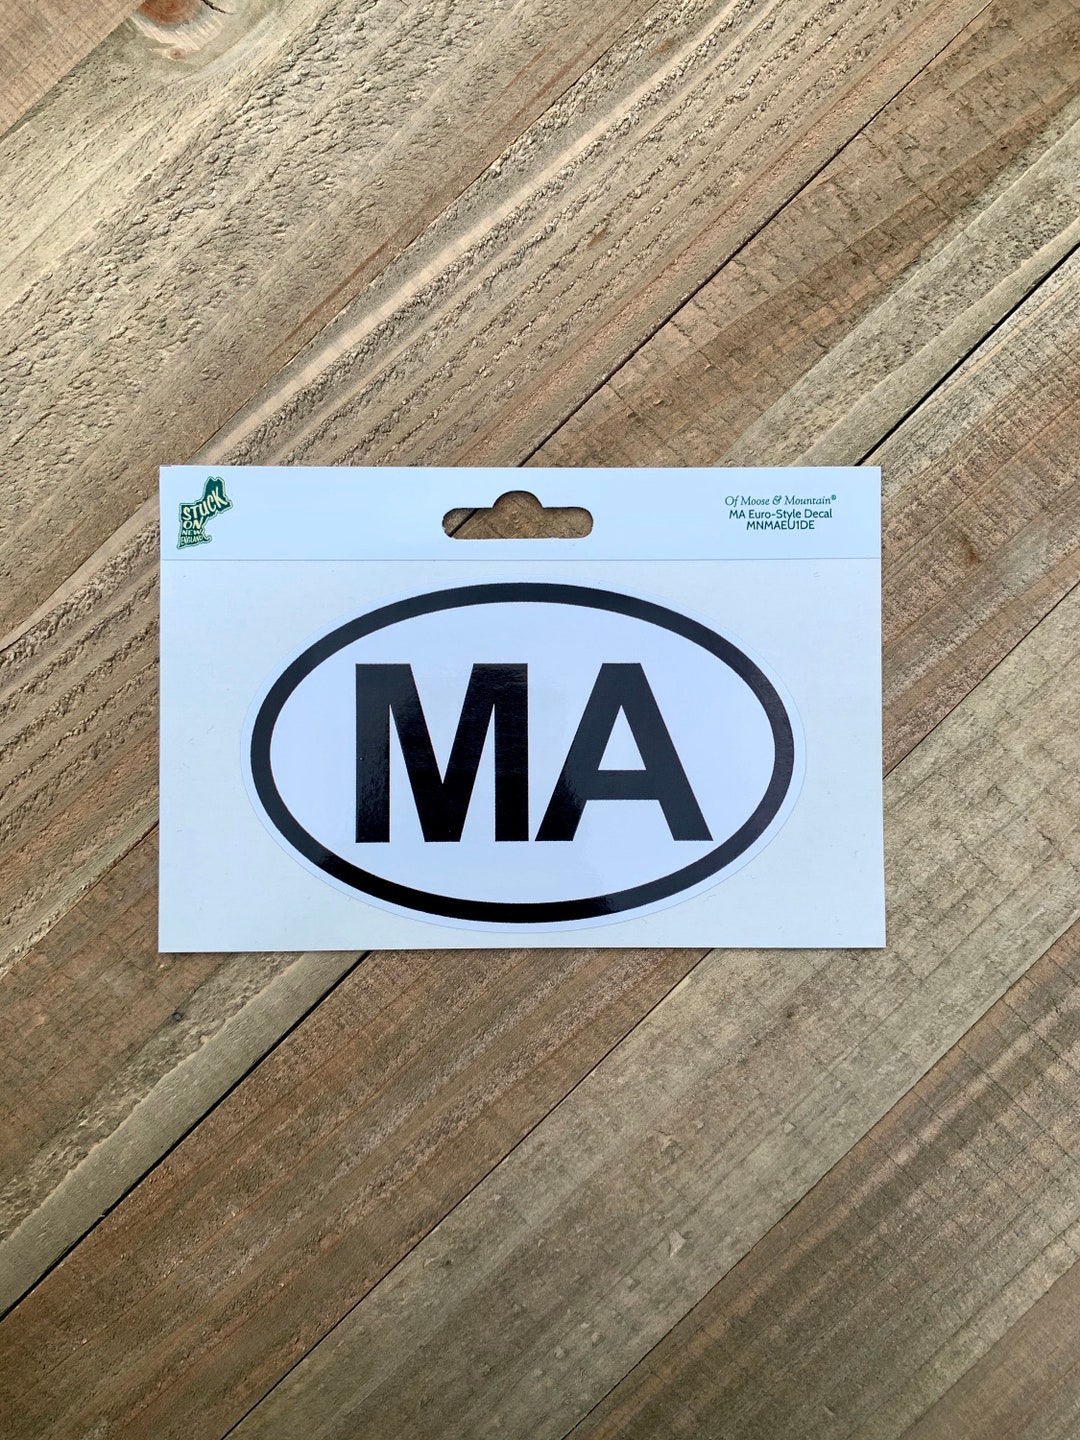 STUCK
ON
NEW
ENGLAND
Of Moose & Mountain®
MA Euro-Style Decal
MNMAEU1DE
MA